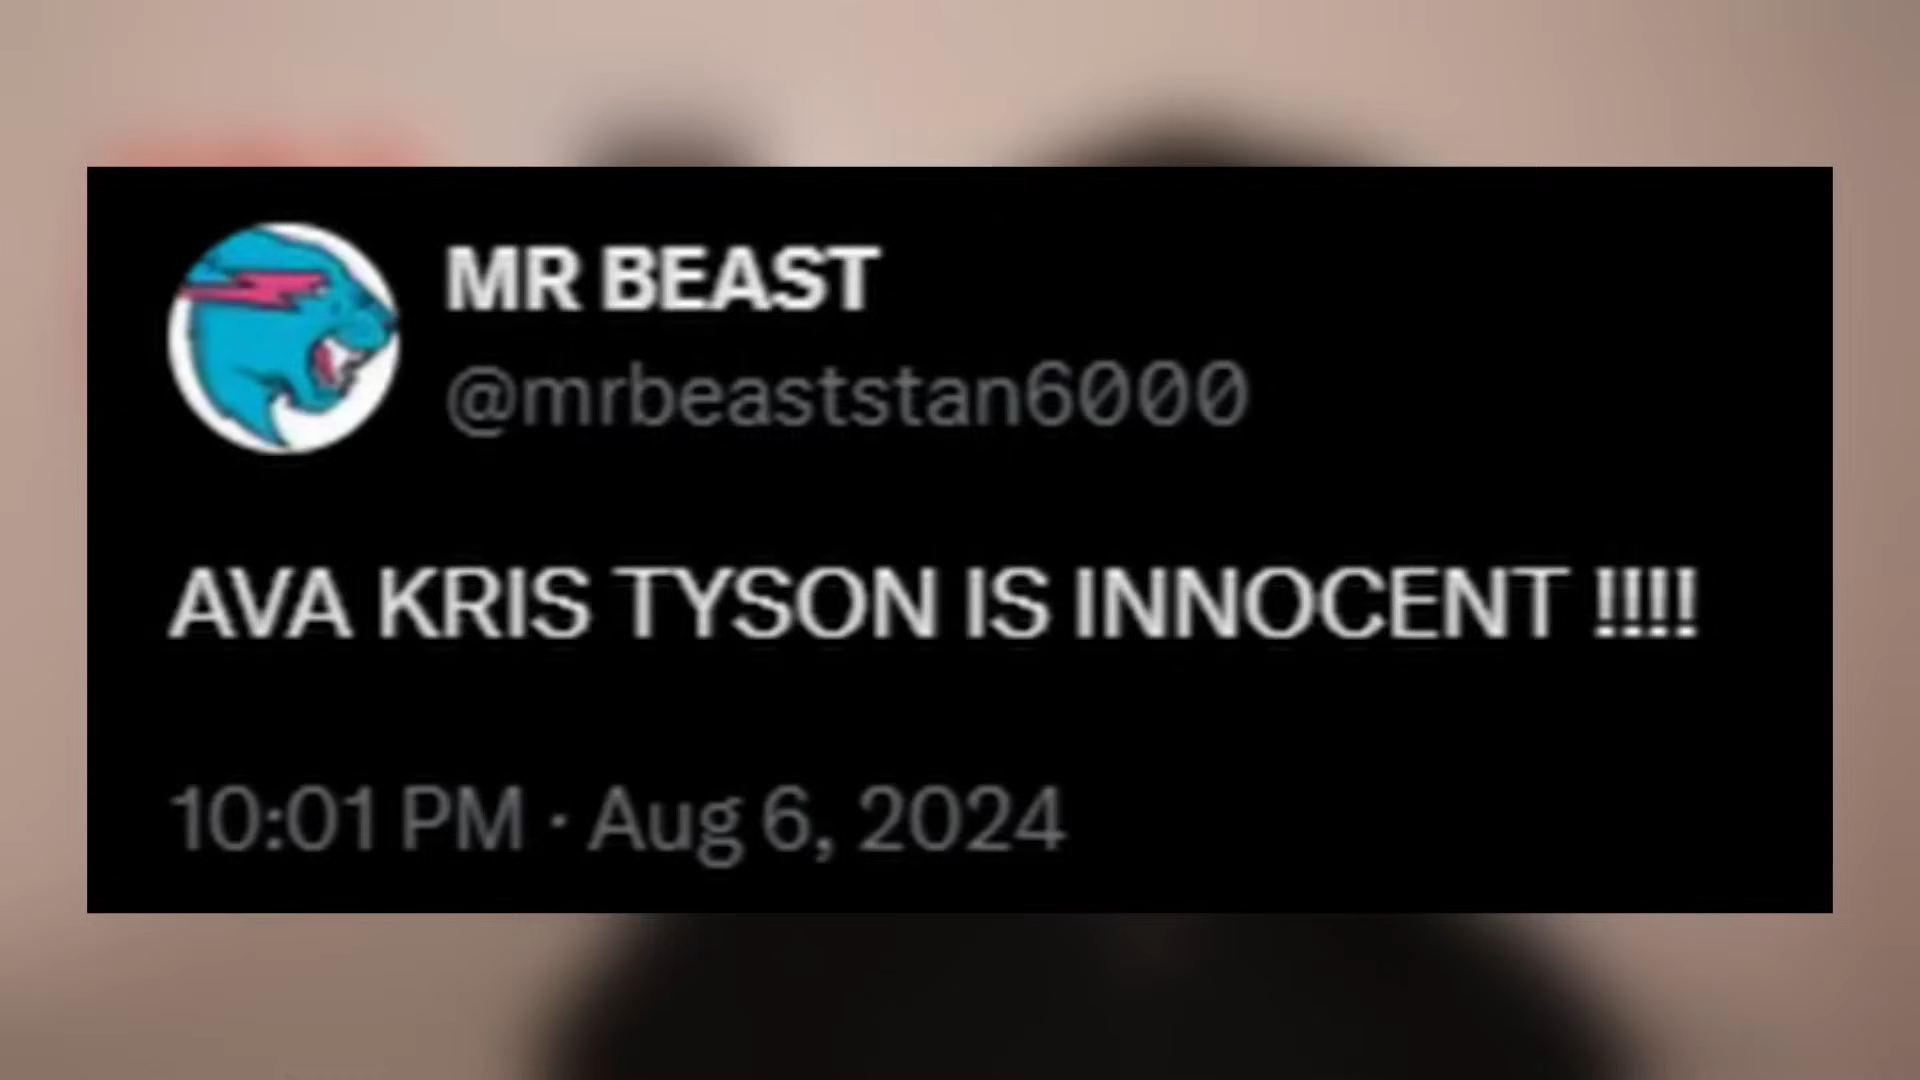 MR BEAST
@mrbeaststan6000
AVA KRIS TYSON IS INNOCENT !!!!
10:01 PM · Aug 6, 2024